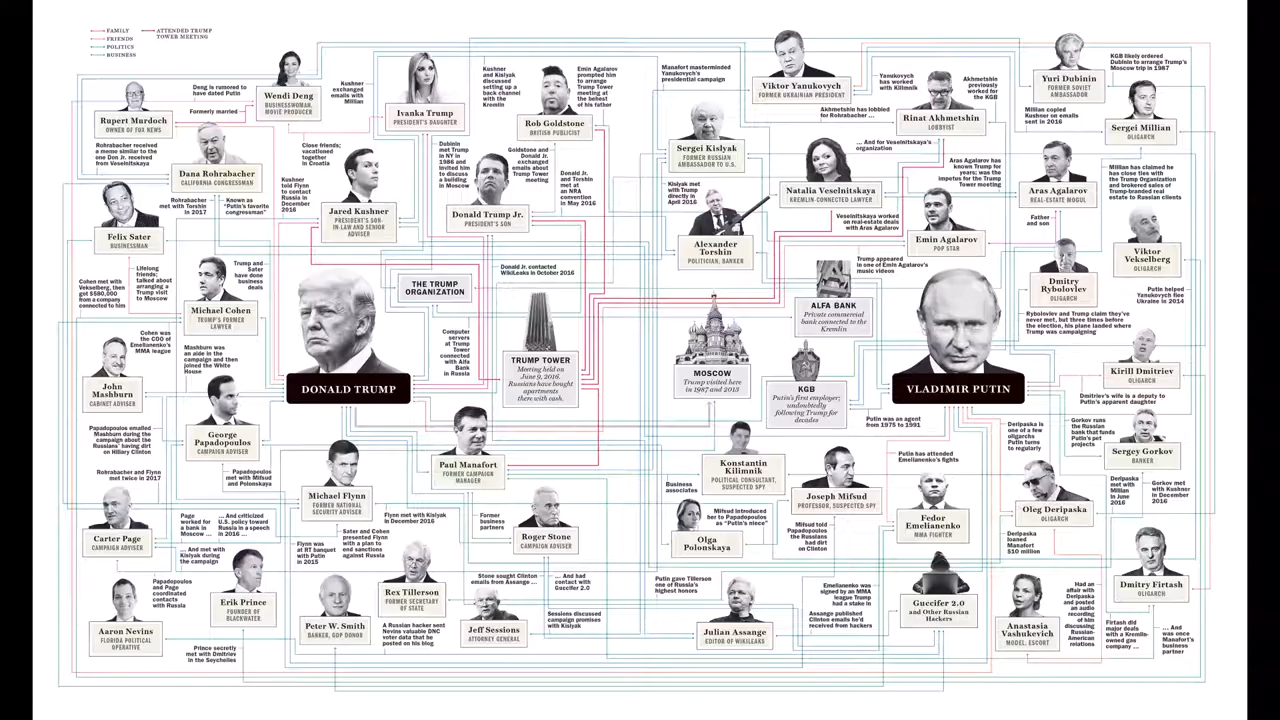 FAMILY
FRIENDS
POLITICS
BUSINESS
ATTENDED TRUMP
TOWER MEETING
Rupert Murdoch
OWNER OF FOX NEWS
Deng is rumored to
have dated Putin
Formerly married
Wendi Deng
BUSINESSWOMAN,
MOVIE PRODUCER
Kushner
exchanged
emails with
Millian
Ivanka Trump
PRESIDENT'S DAUGHTER
Kushner
and Kislyak
discussed
setting up a
back channel
with the
Kremlin
Rob Goldstone
BRITISH PUBLICIST
Emin Agalarov
prompted him
to arrange
Trump Tower
meeting at
the behest
of his father
Manafort masterminded
Yanukovych's
presidential campaign
Viktor Yanukovych
FORMER UKRAINIAN PRESIDENT
Yanukovych
has worked
with Kilimnik
Akhmetshin has lobbied
for Rohrabacher ...
Rinat Akhmetshin
LOBBYIST
Akhmetshin
previously
worked for
the KGB
Yuri Dubinin
FORMER SOVIET
AMBASSADOR
KGB likely ordered
Dubinin to arrange Trump's
Moscow trip in 1987
Millian copied
Kushner on emails
sent in 2016
Sergei Millian
OLIGARCH
Rohrabacher received
a meme similar to the
one Don Jr. received
from Veselnitskaya
Dana Rohrabacher
CALIFORNIA CONGRESSMAN
Close friends;
vacationed
together
in Croatia
Kushner
told Flynn
to contact
Russia in
December
2016
Jared Kushner
PRESIDENT'S SON-
IN-LAW AND SENIOR
ADVISER
Dubinin
met Trump
in NY in
1986 and
invited him
to discuss
a building
in Moscow
Donald Trump Jr.
PRESIDENT'S SON
Goldstone and
Donald Jr.
exchanged
emails about
Trump Tower
meeting
Donald Jr.
and Torshin
met at
an NRA
convention
in May 2016
Sergei Kislyak
FORMER RUSSIAN
AMBASSADOR TO U.S.
Kislyak met
with Trump
directly in
April 2016
Alexander
Torshin
POLITICIAN, BANKER
... And for Veselnitskaya's
organization
Natalia Veselnitskaya
KREMLIN-CONNECTED LAWYER
Veselnitskaya worked
on real-estate deals
with Aras Agalarov
Aras Agalarov has
known Trump for
years; was the
impetus for the
Trump Tower
meeting
Aras Agalarov
REAL-ESTATE MOGUL
Father
and son
Emin Agalarov
POP STAR
Trump appeared
in one of Emin Agalarov's
music videos
Millian has claimed he
has close ties with
the Trump Organization
and brokered sales of
Trump-branded real
estate to Russian clients
Viktor
Vekselberg
OLIGARCH
Felix Sater
BUSINESSMAN
Rohrabacher
met with Torshin
in 2017
Known as
"Putin's favorite
congressman"
Cohen met with
Vekselberg, then
got $580,000
from a company
connected to him
Lifelong
friends;
talked about
arranging a
Trump visit
to Moscow
Trump and
Sater have
done
business
deals
Michael Cohen
TRUMP'S FORMER
LAWYER
Donald Jr. contacted
WikiLeaks in October 2016
THE TRUMP
ORGANIZATION
Computer
servers
at Trump
Tower
connected
with Alfa
Bank
in Russia
TRUMP TOWER
Meeting held on
June 9, 2016.
Russians have bought
apartments
there with cash.
MOSCOW
Trump visited here
in 1987 and 2013
ALFA BANK
Private commercial
bank connected to the
Kremlin
KGB
Putin's first employer;
undoubtedly
following Trump for
decades
Putin was an agent
from 1975 to 1991
DONALD TRUMP
VLADIMIR PUTIN
Dmitry
Rybolovlev
OLIGARCH
Rybolovlev and Trump claim they've
never met, but three times before
the election, his plane landed where
Trump was campaigning
Putin helped
Yanukovych flee
Ukraine in 2014
Kirill Dmitriev
OLIGARCH
Dmitriev's wife is a deputy to
Putin's apparent daughter
Cohen was
the COO of
Emelianenko's
MMA league
John
Mashburn
CABINET ADVISER
Mashburn was
an aide in the
campaign and then
joined the White
House
Papadopoulos emailed
Mashburn during the
campaign about the
Russians' having dirt
on Hillary Clinton
George
Papadopoulos
CAMPAIGN ADVISER
Rohrabacher and Flynn
met twice in 2017
Papadopoulos
met with Mifsud
and Polonskaya
Michael Flynn
FORMER NATIONAL
SECURITY ADVISER
Paul Manafort
FORMER CAMPAIGN
MANAGER
Flynn met with Kislyak
in December 2016
Former
business
partners
Roger Stone
CAMPAIGN ADVISER
Konstantin
Kilimnik
POLITICAL CONSULTANT,
SUSPECTED SPY
Business
associates
Mifsud introduced
her to Papadopoulos
as "Putin's niece"
Olga
Polonskaya
Joseph Mifsud
PROFESSOR, SUSPECTED SPY
Mifsud told
Papadopoulos
the Russians
had dirt
on Clinton
Putin has attended
Emelianenko's fights
Fedor
Emelianenko
MMA FIGHTER
Deripaska is
one of a few
oligarchs
Putin turns
to regularly
Gorkov runs
the Russian
bank that funds
Putin's pet
projects
Sergey Gorkov
BANKER
Oleg Deripaska
OLIGARCH
Deripaska
met with
Millian
in June
2016
Gorkov met
with Kushner
in December
2016
Deripaska
loaned
Manafort
$10 million
Carter Page
CAMPAIGN ADVISER
Page
worked for
a bank in
Moscow ...
... And criticized
U.S. policy toward
Russia in a speech
in 2016 ...
... And met with
Kislyak during
the campaign
Flynn was
at RT banquet
with Putin
in 2015
Sater and Cohen
presented Flynn
with a plan to
end sanctions
against Russia
Papadopoulos
and Page
coordinated
contacts
with Russia
Aaron Nevins
FLORIDA POLITICAL
OPERATIVE
Erik Prince
FOUNDER OF
BLACKWATER
Prince secretly
met with Dmitriev
in the Seychelles
Peter W. Smith
BANKER, GOP DONOR
Rex Tillerson
FORMER SECRETARY
OF STATE
A Russian hacker sent
Nevins valuable DNC
voter data that he
posted on his blog
Stone sought Clinton
emails from Assange ...
... And had
contact with
Guccifer 2.0
Jeff Sessions
ATTORNEY GENERAL
Sessions discussed
campaign promises
with Kislyak
Putin gave Tillerson
one of Russia's
highest honors
Julian Assange
EDITOR OF WIKILEAKS
Emelianenko was
signed by an MMA
league Trump
had a stake in
Assange published
Clinton emails he'd
received from hackers
Guccifer 2.0
and Other Russian
Hackers
Anastasia
Vashukevich
MODEL, ESCORT
Had an
affair with
Deripaska
and posted
an audio
recording
of him
discussing
Russian-
American
relations
Dmitry Firtash
OLIGARCH
Firtash did
major deals
with a Kremlin-
owned gas
company ...
... And
was once
Manafort's
business
partner